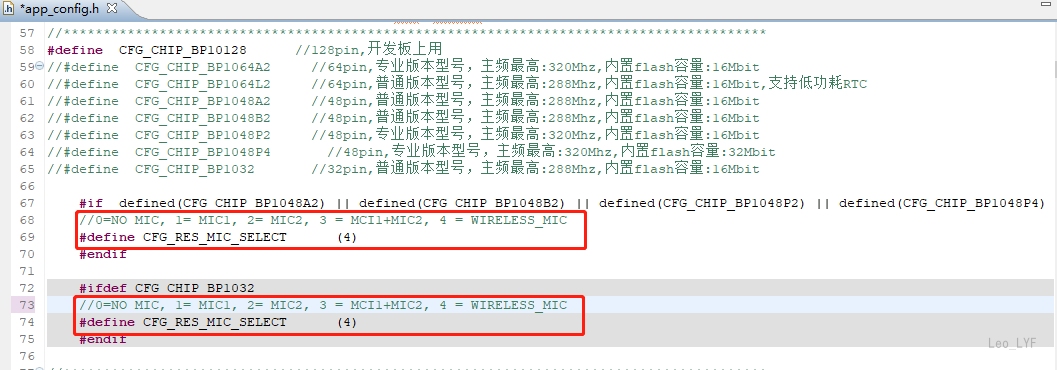 *app_config.h
57 //****************************************************************************************
58 #define CFG_CHIP_BP10128 //128pin,开发板上用
59 //#define CFG_CHIP_BP1064A2 //64pin,专业版本型号，主频最高:320Mhz,内置flash容量:16Mbit
60 //#define CFG_CHIP_BP1064L2 //64pin,普通版本型号，主频最高:288Mhz,内置flash容量:16Mbit,支持低功耗RTC
61 //#define CFG_CHIP_BP1048A2 //48pin,普通版本型号，主频最高:288Mhz,内置flash容量:16Mbit
62 //#define CFG_CHIP_BP1048B2 //48pin,普通版本型号，主频最高:288Mhz,内置flash容量:16Mbit
63 //#define CFG_CHIP_BP1048P2 //48pin,专业版本型号，主频最高:320Mhz,内置flash容量:16Mbit
64 //#define CFG_CHIP_BP1048P4 //48pin,专业版本型号，主频最高:320Mhz,内置flash容量:32Mbit
65 //#define CFG_CHIP_BP1032 //32pin,普通版本型号，主频最高:288Mhz,内置flash容量:16Mbit
66
67 #if defined(CFG_CHIP_BP1048A2) || defined(CFG_CHIP_BP1048B2) || defined(CFG_CHIP_BP1048P2) || defined(CFG_CHIP_BP1048P4)
68 //0=NO MIC, 1= MIC1, 2= MIC2, 3 = MCI1+MIC2, 4 = WIRELESS_MIC
69 #define CFG_RES_MIC_SELECT (4)
70 #endif
71
72 #ifdef CFG_CHIP_BP1032
73 //0=NO MIC, 1= MIC1, 2= MIC2, 3 = MCI1+MIC2, 4 = WIRELESS_MIC
74 #define CFG_RES_MIC_SELECT (4)
75 #endif
76
Leo_LYF